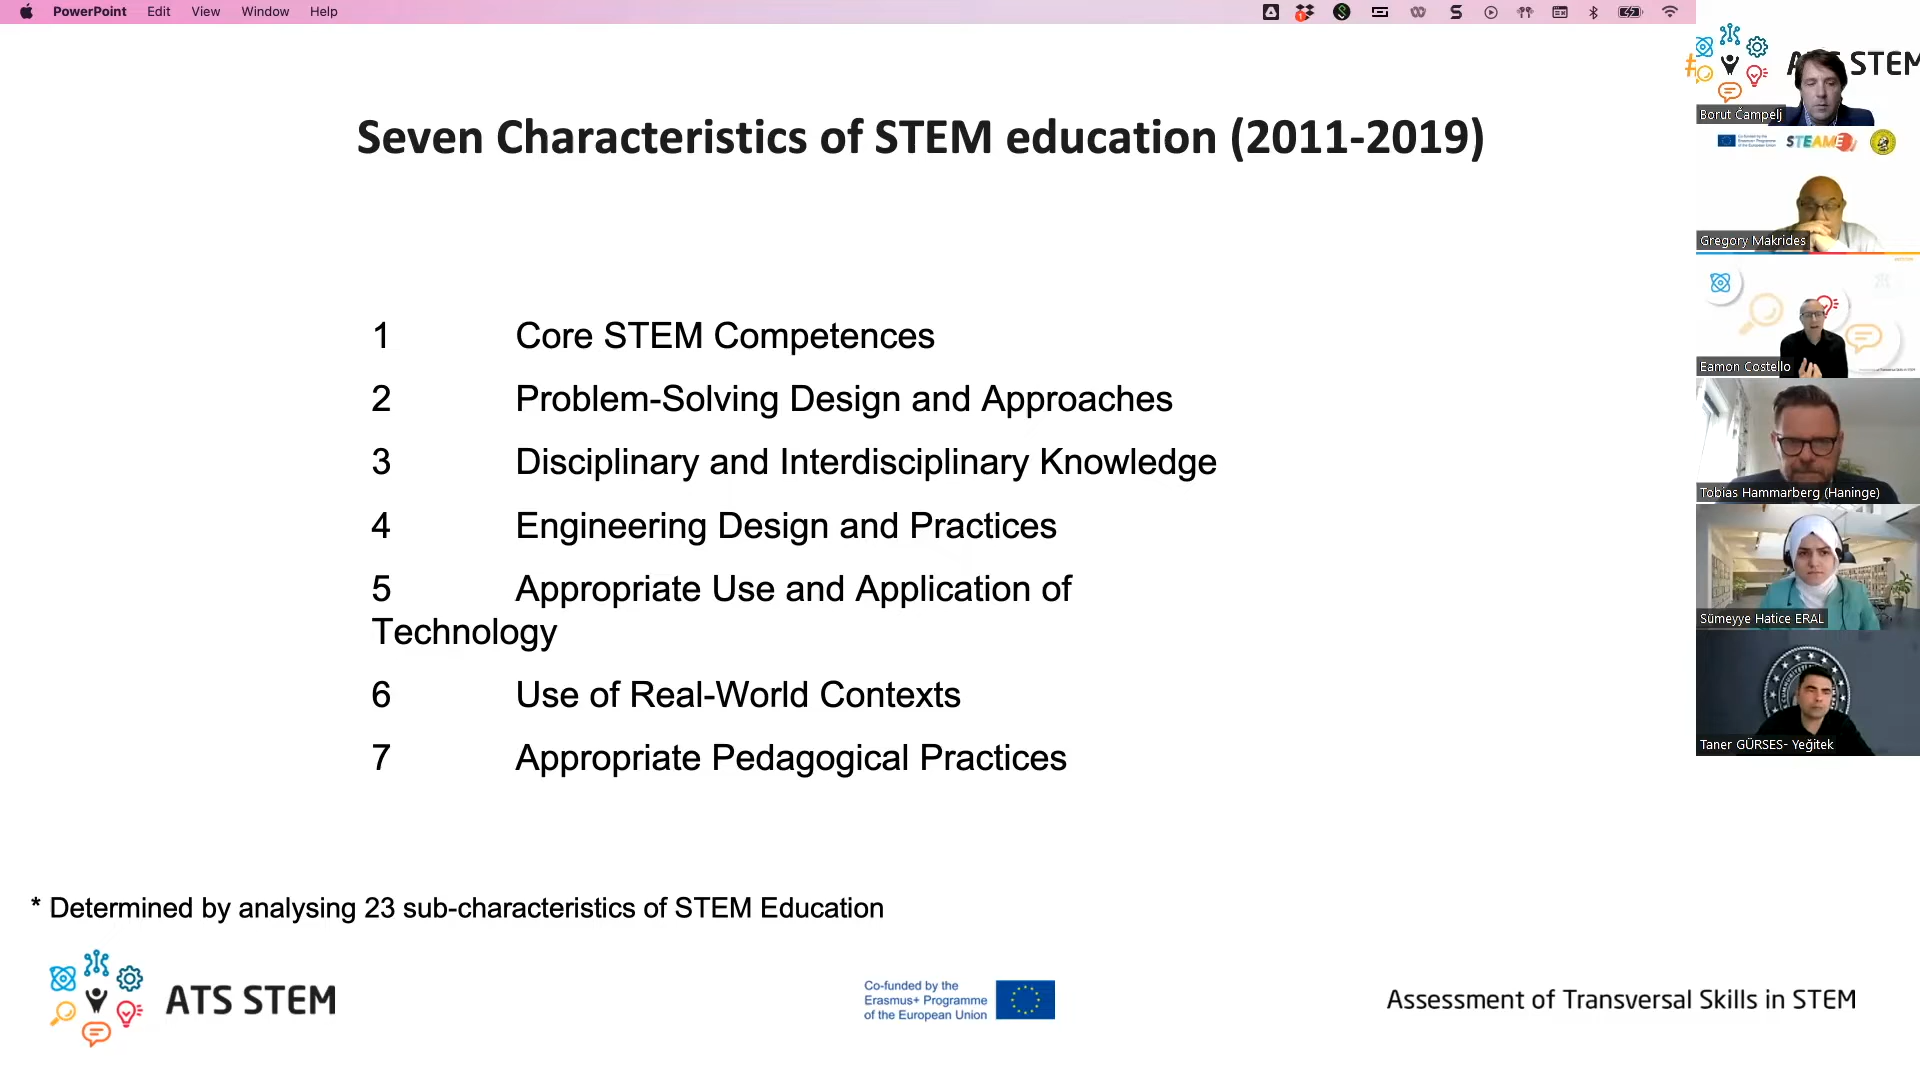 PowerPoint Edit View Window Help
Seven Characteristics of STEM education (2011-2019)
1 Core STEM Competences
2 Problem-Solving Design and Approaches
3 Disciplinary and Interdisciplinary Knowledge
4 Engineering Design and Practices
5 Appropriate Use and Application of
Technology
6 Use of Real-World Contexts
7 Appropriate Pedagogical Practices
* Determined by analysing 23 sub-characteristics of STEM Education
ATS STEM
Co-funded by the
Erasmus+ Programme
of the European Union
Assessment of Transversal Skills in STEM
STEM
Borut Čampelj
STEAME
Gregory Makrides
Eamon Costello
Tobias Hammarberg (Haninge)
Sümeyye Hatice ERAL
Taner GÜRSES- Yeğitek